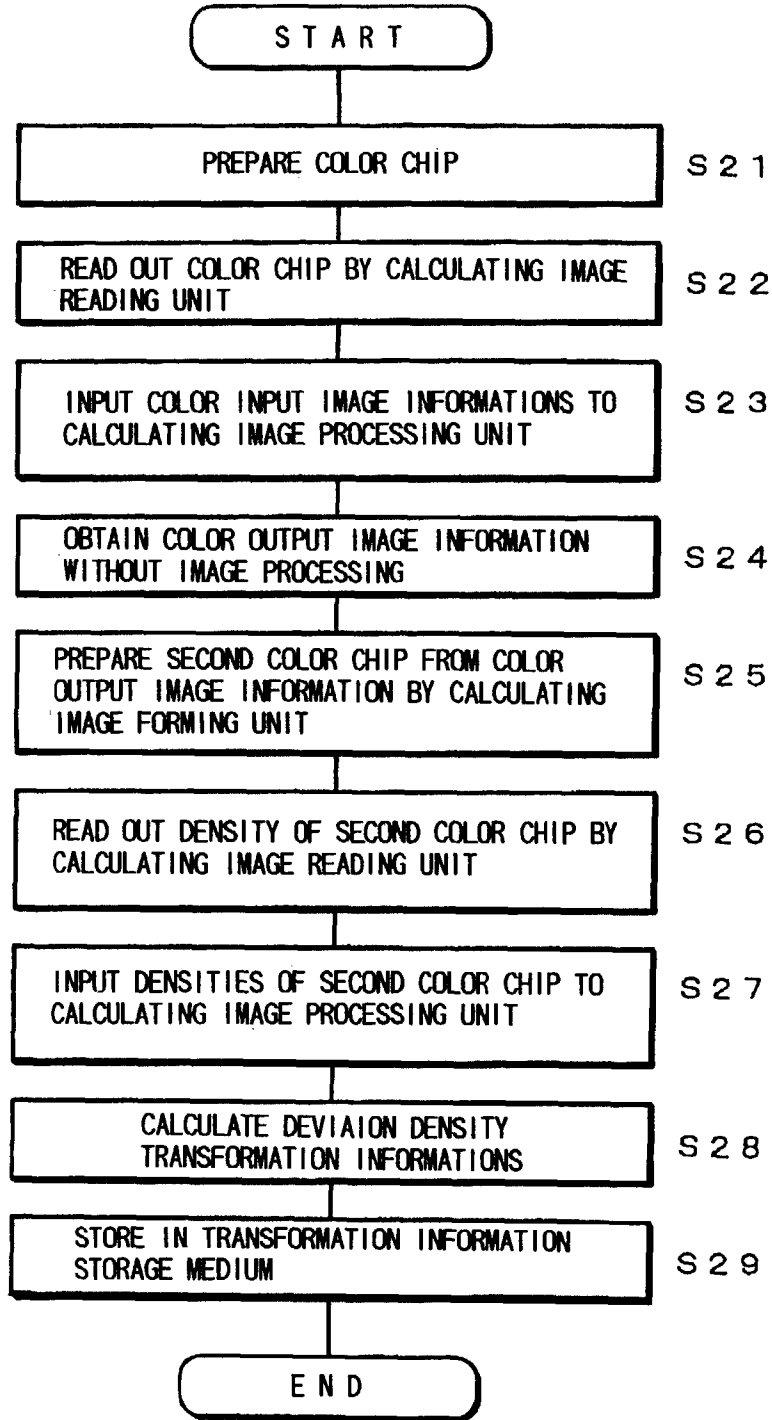 START
PREPARE COLOR CHIP
S21
READ OUT COLOR CHIP BY CALCULATING IMAGE
READING UNIT
S22
INPUT COLOR INPUT IMAGE INFORMATIONS TO
CALCULATING IMAGE PROCESSING UNIT
S23
OBTAIN COLOR OUTPUT IMAGE INFORMATION
WITHOUT IMAGE PROCESSING
S24
PREPARE SECOND COLOR CHIP FROM COLOR
OUTPUT IMAGE INFORMATION BY CALCULATING
IMAGE FORMING UNIT
S25
READ OUT DENSITY OF SECOND COLOR CHIP BY
CALCULATING IMAGE READING UNIT
S26
INPUT DENSITIES OF SECOND COLOR CHIP TO
CALCULATING IMAGE PROCESSING UNIT
S27
CALCULATE DEVIAION DENSITY
TRANSFORMATION INFORMATIONS
S28
STORE IN TRANSFORMATION INFORMATION
STORAGE MEDIUM
S29
END